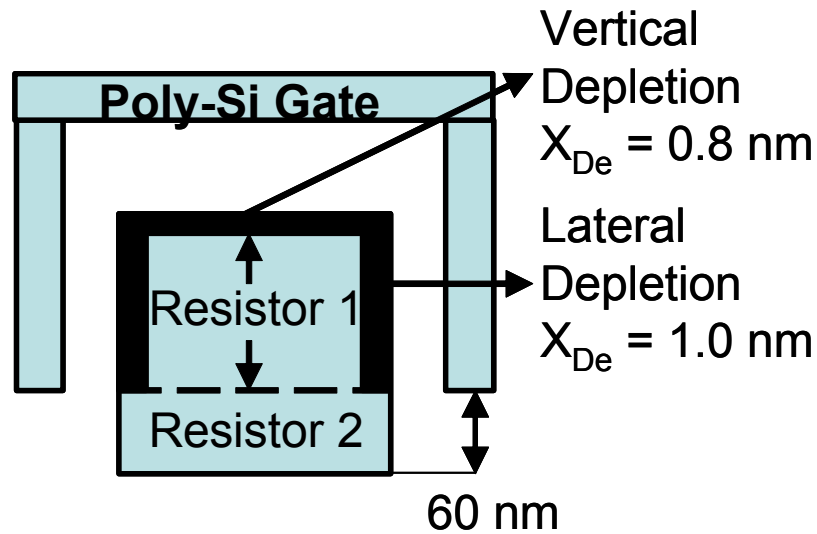 Vertical
Depletion
X_De = 0.8 nm
Poly-Si Gate
Lateral
Depletion
X_De = 1.0 nm
Resistor 1
Resistor 2
60 nm